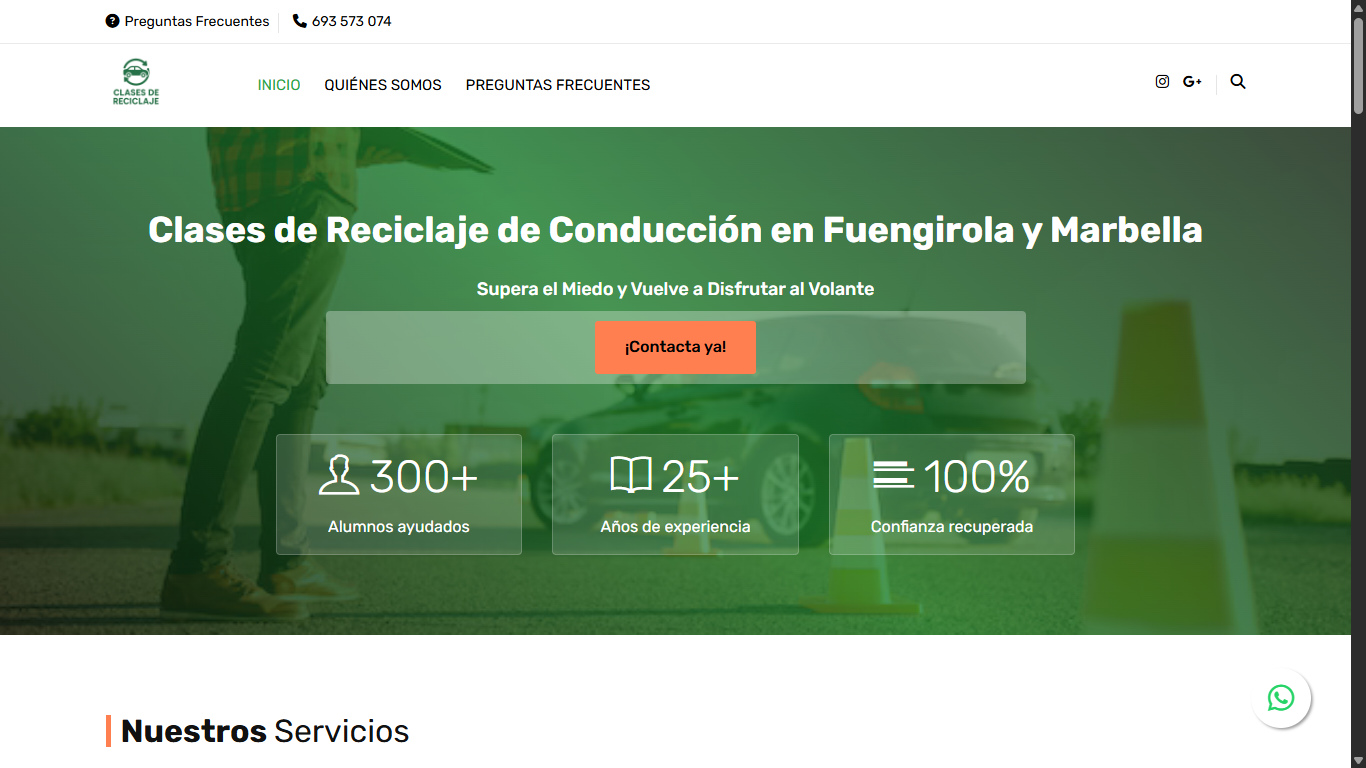 Preguntas Frecuentes
693 573 074
CLASES DE
RECICLAJE
INICIO
QUIÉNES SOMOS
PREGUNTAS FRECUENTES
G+
Clases de Reciclaje de Conducción en Fuengirola y Marbella
Supera el Miedo y Vuelve a Disfrutar al Volante
¡Contacta ya!
300+
Alumnos ayudados
25+
Años de experiencia
100%
Confianza recuperada
Nuestros Servicios